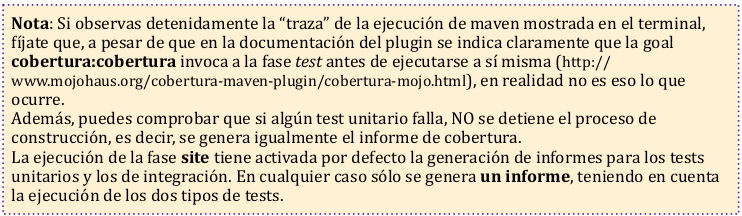 Nota: Si observas detenidamente la “traza” de la ejecución de maven mostrada en el terminal,
fíjate que, a pesar de que en la documentación del plugin se indica claramente que la goal
cobertura:cobertura invoca a la fase test antes de ejecutarse a sí misma (http://
www.mojohaus.org/cobertura-maven-plugin/cobertura-mojo.html), en realidad no es eso lo que
ocurre.
Además, puedes comprobar que si algún test unitario falla, NO se detiene el proceso de
construcción, es decir, se genera igualmente el informe de cobertura.
La ejecución de la fase site tiene activada por defecto la generación de informes para los tests
unitarios y los de integración. En cualquier caso sólo se genera un informe, teniendo en cuenta
la ejecución de los dos tipos de tests.